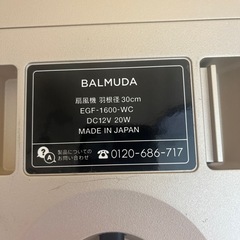 BALMUDA
扇風機 羽根径 30cm
EGF-1600-WC
DC12V 20W
MADE IN JAPAN
Q A 製品についての
お問い合わせ ☎0120-686-717